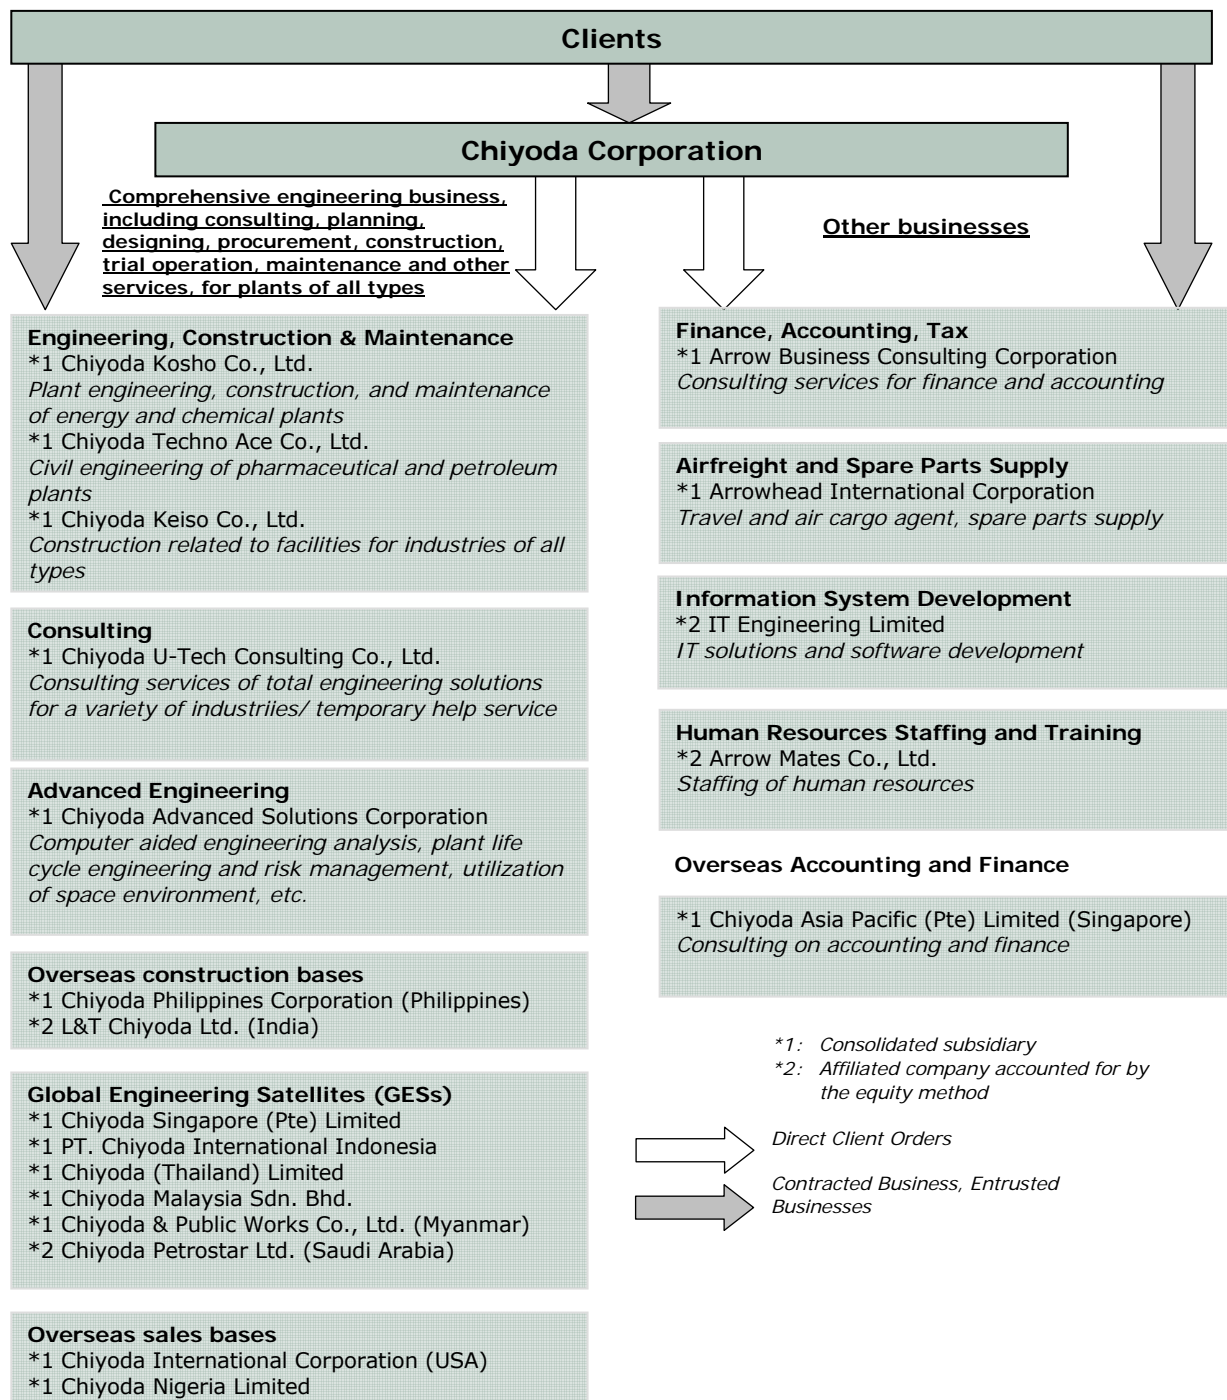 Clients
Chiyoda Corporation
Comprehensive engineering business,
including consulting, planning,
designing, procurement, construction,
trial operation, maintenance and other
services, for plants of all types
Other businesses
Engineering, Construction & Maintenance
*1 Chiyoda Kosho Co., Ltd.
Plant engineering, construction, and maintenance
of energy and chemical plants
*1 Chiyoda Techno Ace Co., Ltd.
Civil engineering of pharmaceutical and petroleum
plants
*1 Chiyoda Keiso Co., Ltd.
Construction related to facilities for industries of all
types
Consulting
*1 Chiyoda U-Tech Consulting Co., Ltd.
Consulting services of total engineering solutions
for a variety of industriies/ temporary help service
Advanced Engineering
*1 Chiyoda Advanced Solutions Corporation
Computer aided engineering analysis, plant life
cycle engineering and risk management, utilization
of space environment, etc.
Overseas construction bases
*1 Chiyoda Philippines Corporation (Philippines)
*2 L&T Chiyoda Ltd. (India)
Global Engineering Satellites (GESs)
*1 Chiyoda Singapore (Pte) Limited
*1 PT. Chiyoda International Indonesia
*1 Chiyoda (Thailand) Limited
*1 Chiyoda Malaysia Sdn. Bhd.
*1 Chiyoda & Public Works Co., Ltd. (Myanmar)
*2 Chiyoda Petrostar Ltd. (Saudi Arabia)
Overseas sales bases
*1 Chiyoda International Corporation (USA)
*1 Chiyoda Nigeria Limited
Finance, Accounting, Tax
*1 Arrow Business Consulting Corporation
Consulting services for finance and accounting
Airfreight and Spare Parts Supply
*1 Arrowhead International Corporation
Travel and air cargo agent, spare parts supply
Information System Development
*2 IT Engineering Limited
IT solutions and software development
Human Resources Staffing and Training
*2 Arrow Mates Co., Ltd.
Staffing of human resources
Overseas Accounting and Finance
*1 Chiyoda Asia Pacific (Pte) Limited (Singapore)
Consulting on accounting and finance
*1: Consolidated subsidiary
*2: Affiliated company accounted for by
the equity method
Direct Client Orders
Contracted Business, Entrusted
Businesses